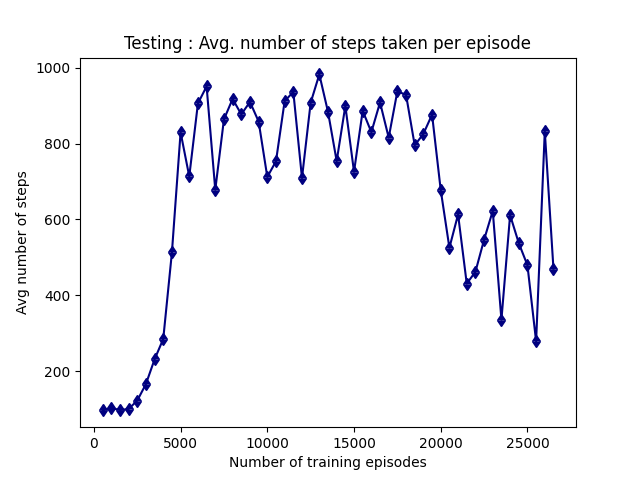 Testing : Avg. number of steps taken per episode
1000
800
600
400
200
Avg number of steps
0 5000 10000 15000 20000 25000
Number of training episodes